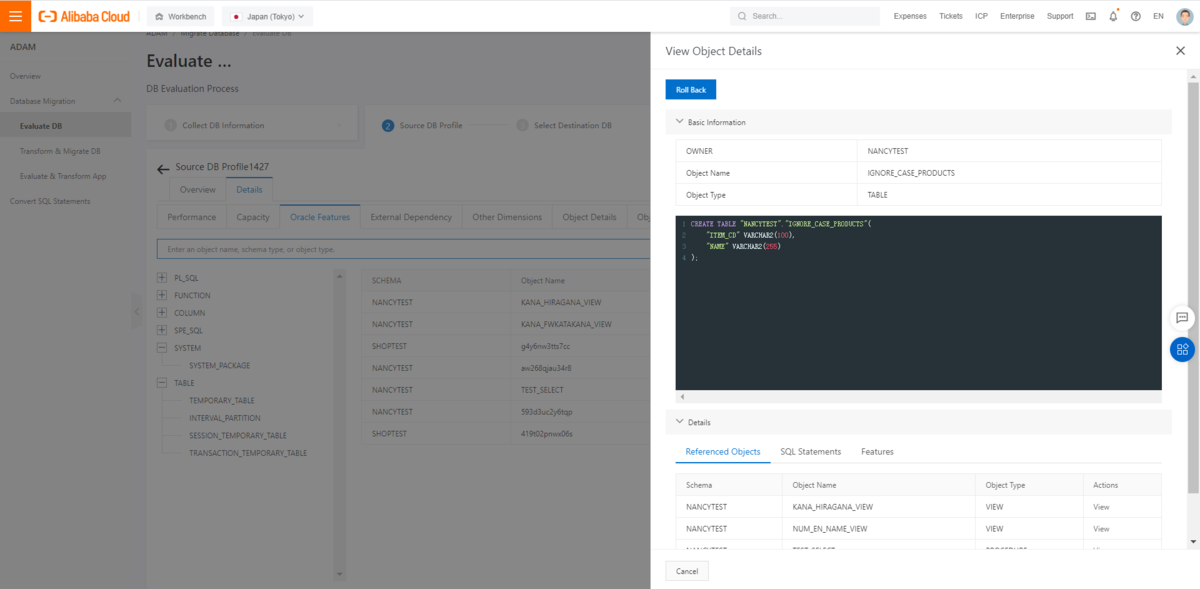 Alibaba Cloud
Workbench
Japan (Tokyo)
Search...
Expenses Tickets ICP Enterprise Support EN
ADAM
Overview
Database Migration
Evaluate DB
Transform & Migrate DB
Evaluate & Transform App
Convert SQL Statements
ADAM / Migrate Database / Evaluate DB
Evaluate ...
DB Evaluation Process
1 Collect DB Information
2 Source DB Profile
3 Select Destination DB
Source DB Profile1427
Overview Details
Performance Capacity Oracle Features External Dependency Other Dimensions Object Details
Enter an object name, schema type, or object type.
PL_SQL
FUNCTION
COLUMN
SPE_SQL
SYSTEM
SYSTEM_PACKAGE
TABLE
TEMPORARY_TABLE
INTERVAL_PARTITION
SESSION_TEMPORARY_TABLE
TRANSACTION_TEMPORARY_TABLE
SCHEMA Object Name
NANCYTEST KANA_HIRAGANA_VIEW
NANCYTEST KANA_FWKATAKANA_VIEW
SHOPTEST g4y6nw3tts7cc
NANCYTEST aw268qjau34r8
NANCYTEST TEST_SELECT
NANCYTEST 593d3uc2y6tqp
SHOPTEST 419t02pnwx06s
View Object Details
Roll Back
Basic Information
OWNER NANCYTEST
Object Name IGNORE_CASE_PRODUCTS
Object Type TABLE
1 CREATE TABLE "NANCYTEST"."IGNORE_CASE_PRODUCTS"(
2 "ITEM_CD" VARCHAR2(100),
3 "NAME" VARCHAR2(255)
4 );
Details
Referenced Objects SQL Statements Features
Schema Object Name Object Type Actions
NANCYTEST KANA_HIRAGANA_VIEW VIEW View
NANCYTEST NUM_EN_NAME_VIEW VIEW View
Cancel